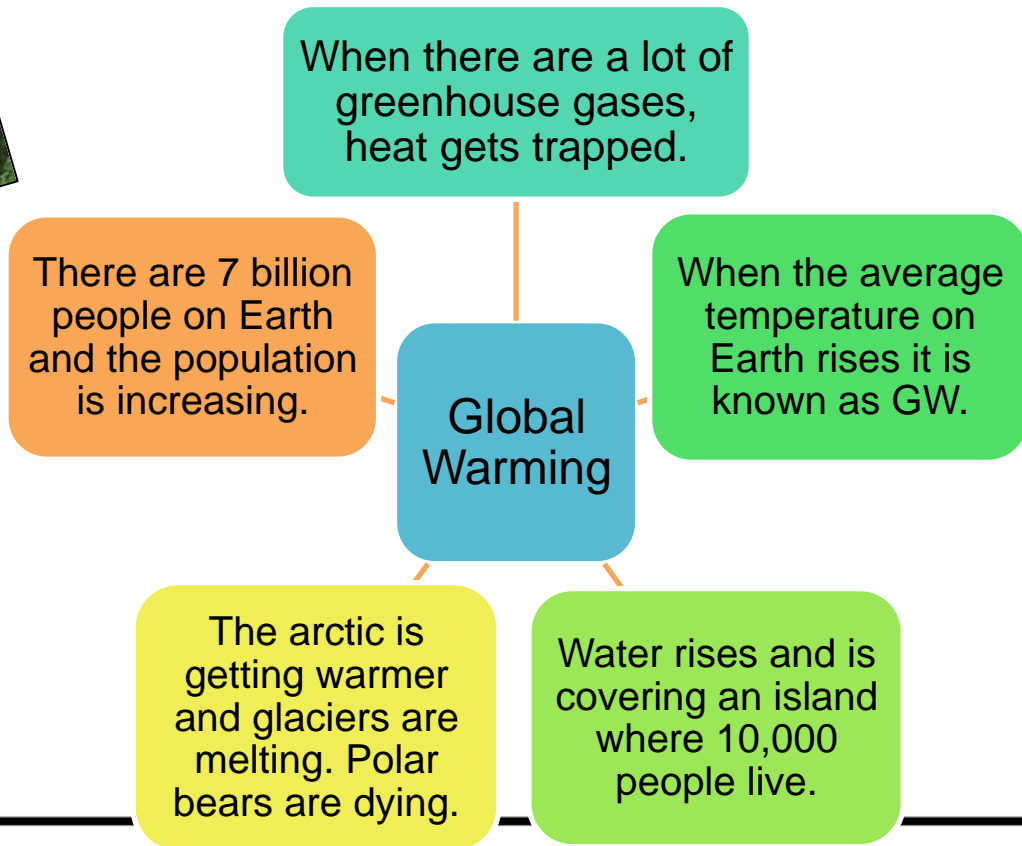 When there are a lot of
greenhouse gases,
heat gets trapped.
There are 7 billion
people on Earth
and the population
is increasing.
When the average
temperature on
Earth rises it is
known as GW.
Global
Warming
The arctic is
getting warmer
and glaciers are
melting. Polar
bears are dying.
Water rises and is
covering an island
where 10,000
people live.